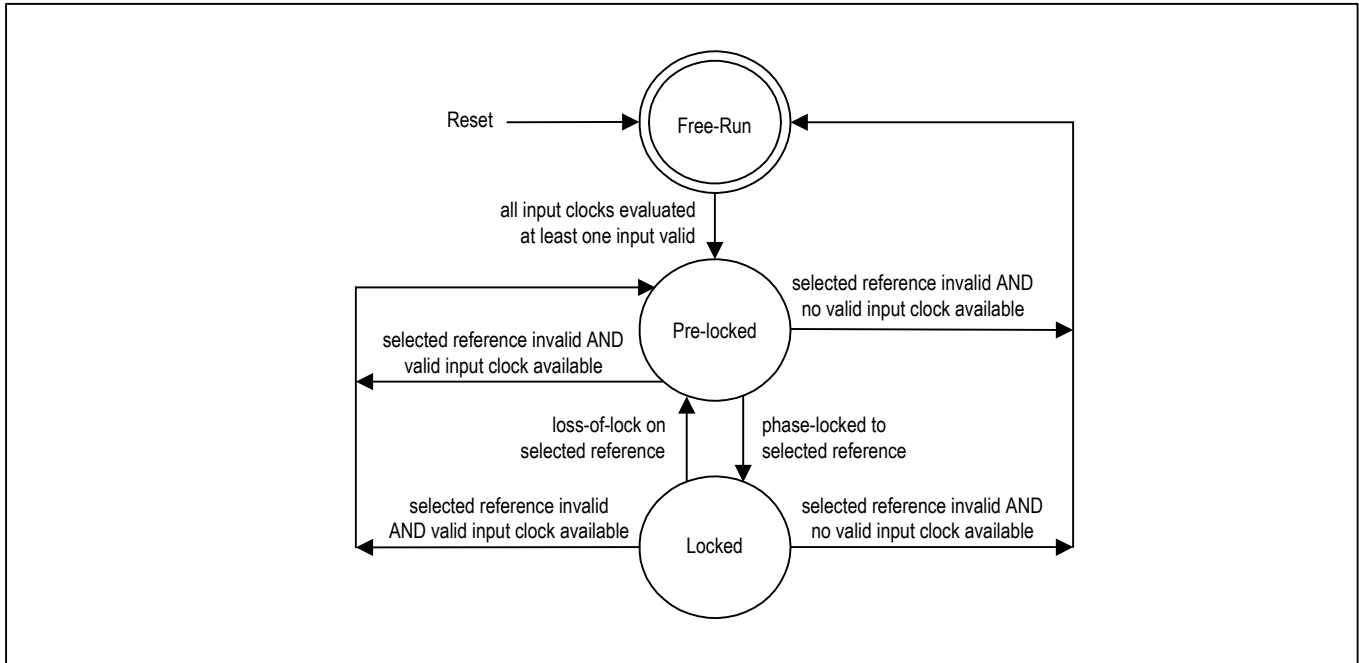 Reset
Free-Run
all input clocks evaluated
at least one input valid
selected reference invalid AND
no valid input clock available
Pre-locked
selected reference invalid AND
valid input clock available
loss-of-lock on
selected reference
phase-locked to
selected reference
selected reference invalid
AND valid input clock available
Locked
selected reference invalid AND
no valid input clock available